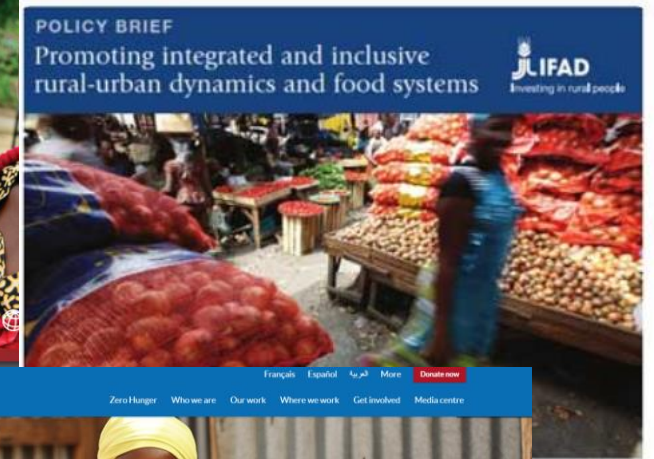 POLICY BRIEF
Promoting integrated and inclusive
rural-urban dynamics and food systems
JL IFAD
Investing in rural people
Français Español العربية More Donate now
Zero Hunger Who we are Our work Where we work Get involved Media centre